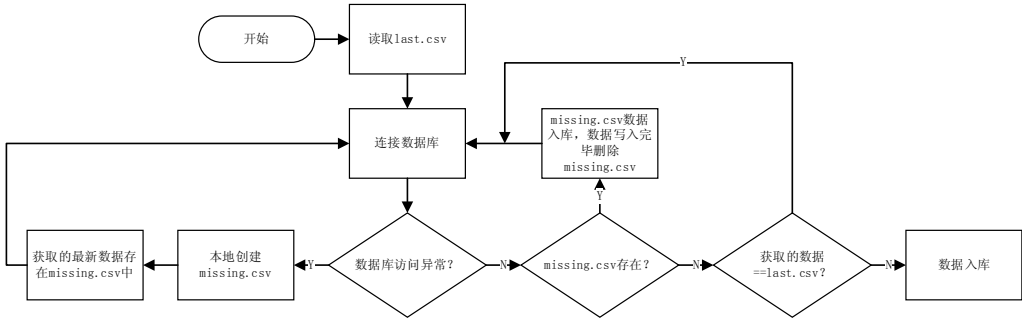 开始
读取last.csv
Y
连接数据库
missing.csv数据
入库，数据写入完
毕删除
missing.csv
Y
获取的最新数据存
在missing.csv中
本地创建
missing.csv
Y
数据库访问异常？
N
missing.csv存在？
N
获取的数据
==last.csv？
N
数据入库